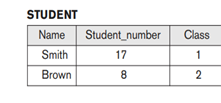 STUDENT
Name Student_number Class
Smith 17 1
Brown 8 2